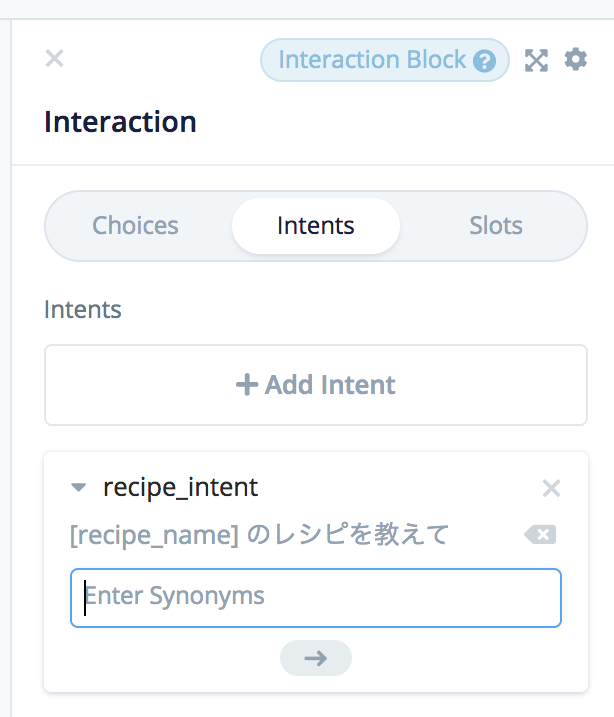 Interaction Block ?
Interaction
Choices Intents Slots
Intents
+ Add Intent
recipe_intent
[recipe_name] のレシピを教えて
Enter Synonyms